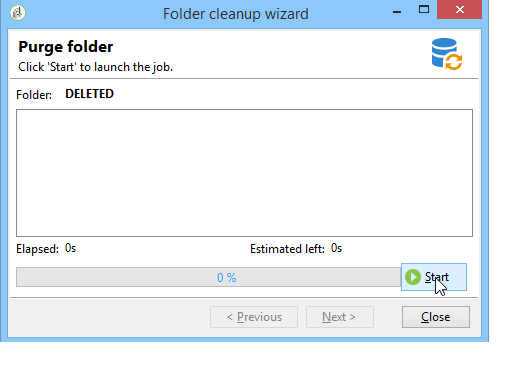 Folder cleanup wizard
Purge folder
Click 'Start' to launch the job.
Folder: DELETED
Elapsed: 0s Estimated left: 0s
0 % Start
< Previous Next > Close